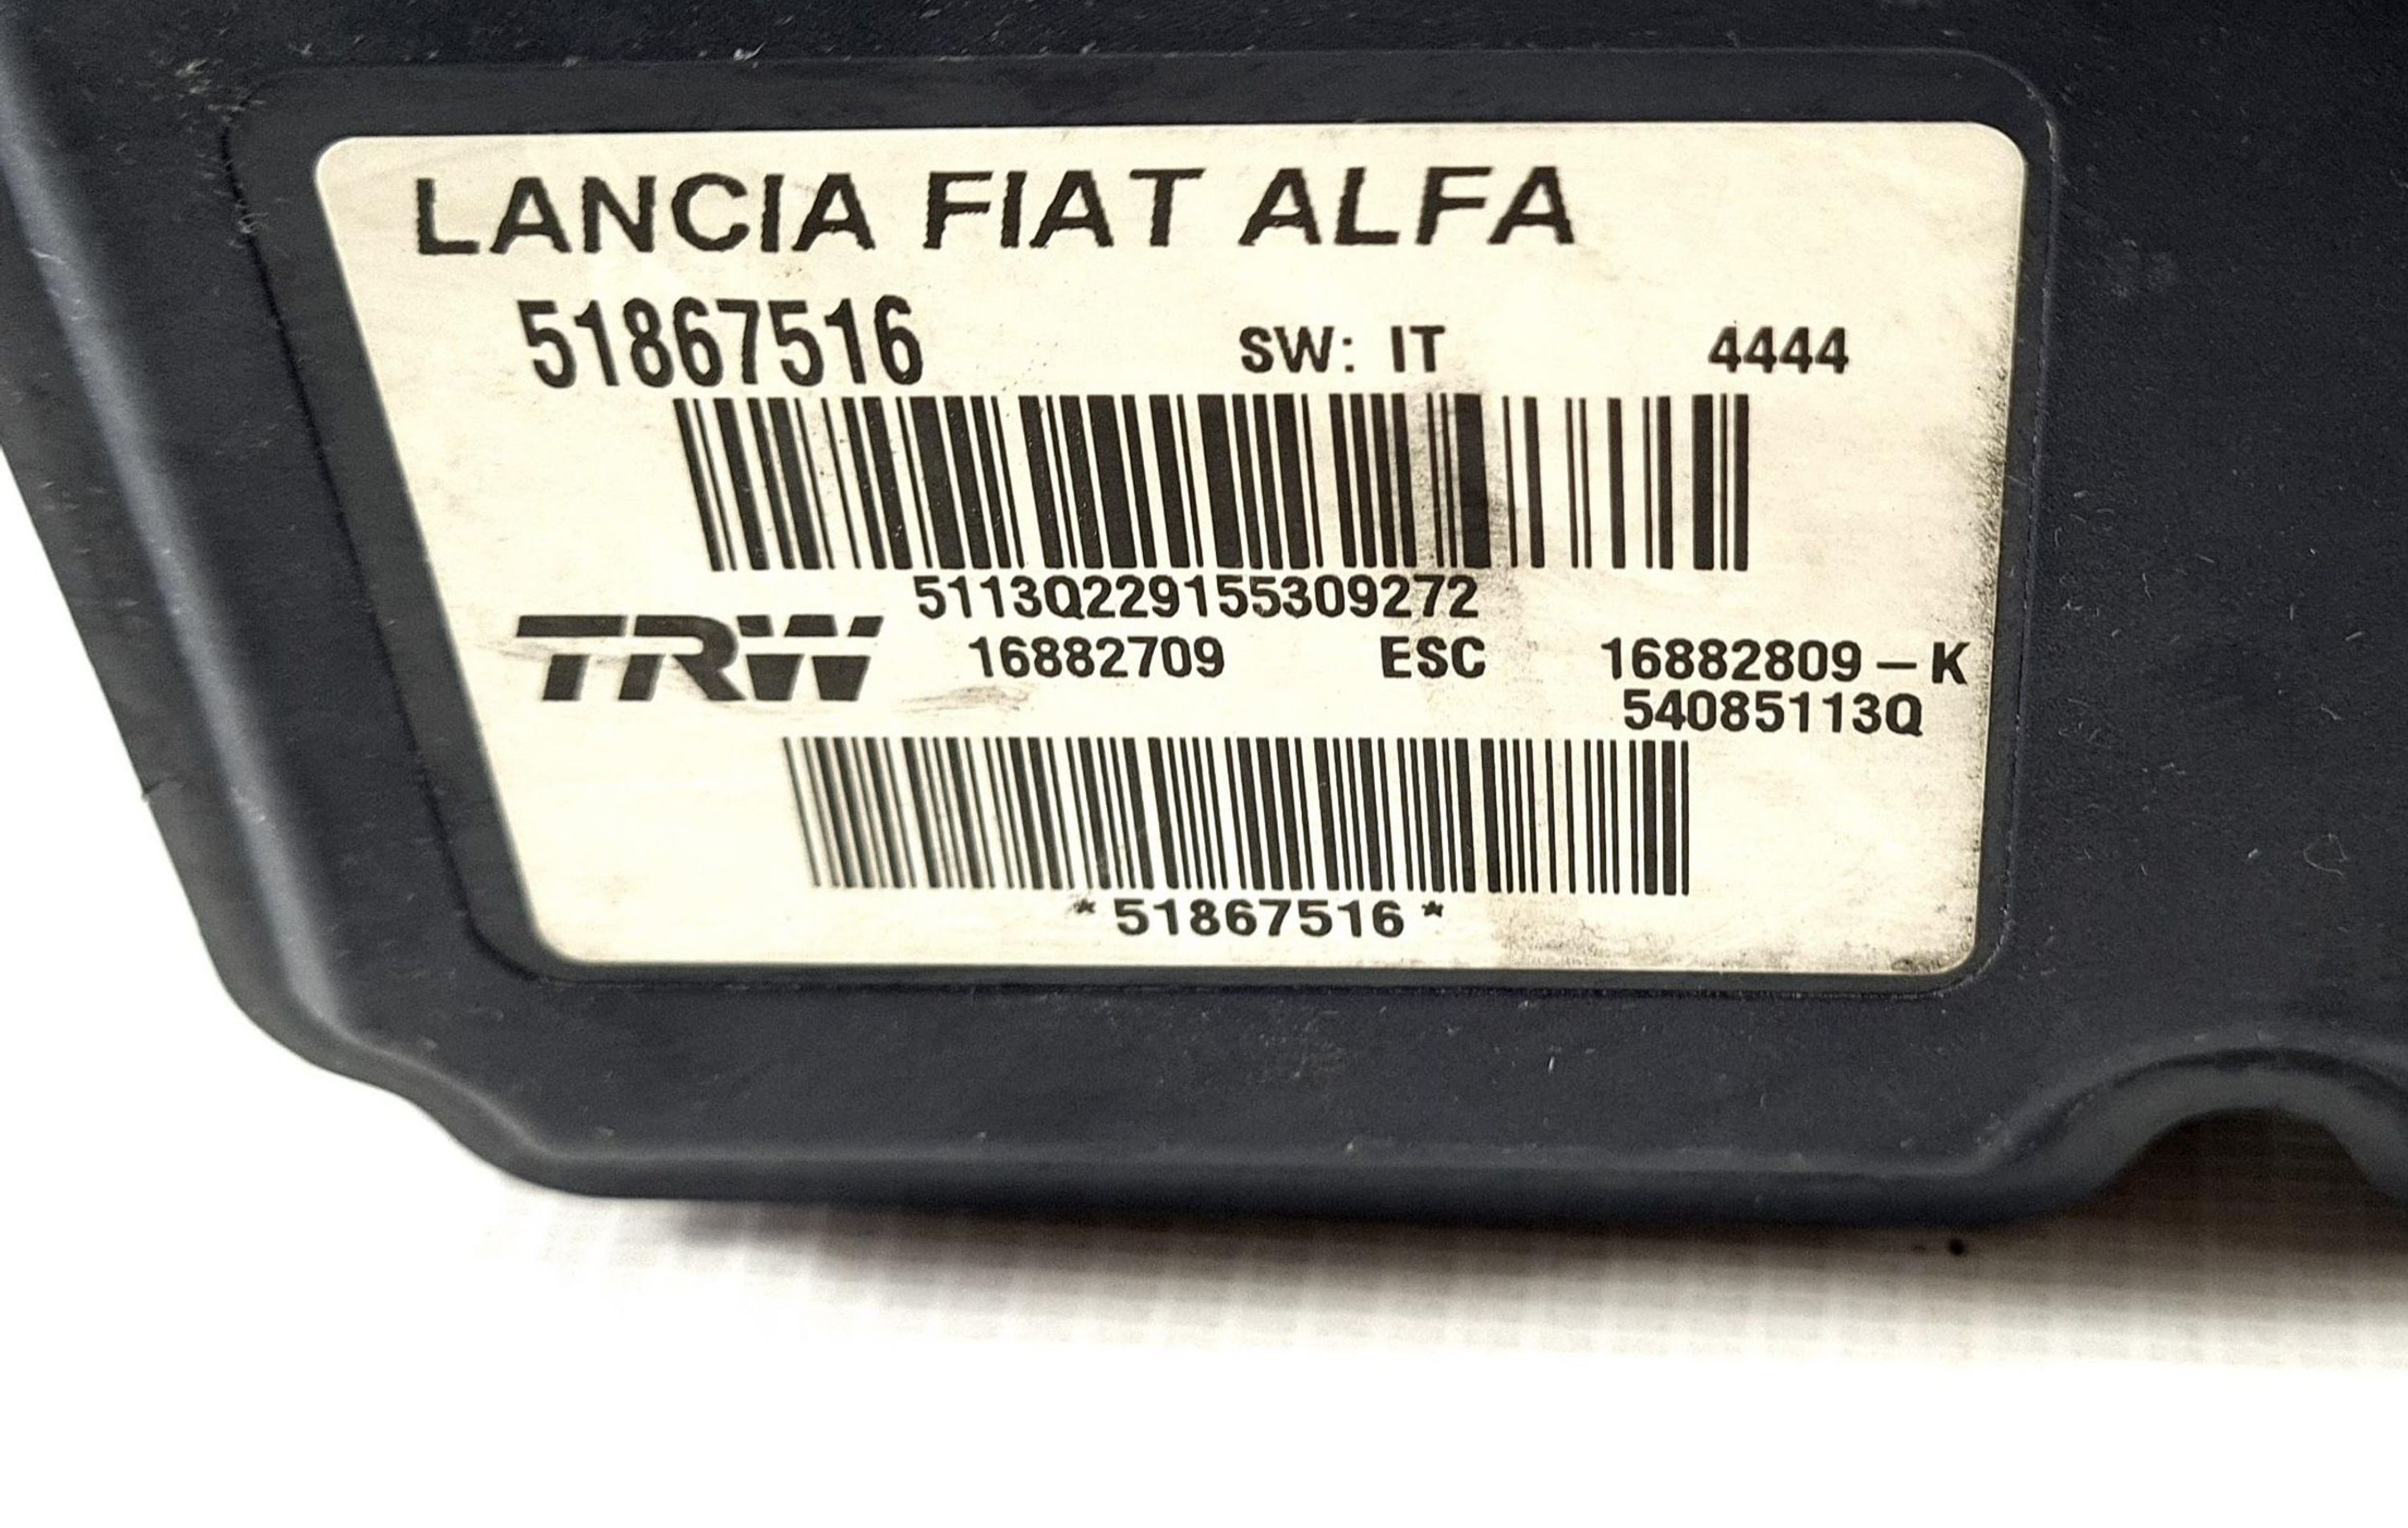 LANCIA FIAT ALFA
51867516 SW: IT 4444
5113Q229155309272
TRW 16882709 ESC 16882809-K
54085113Q
*51867516*